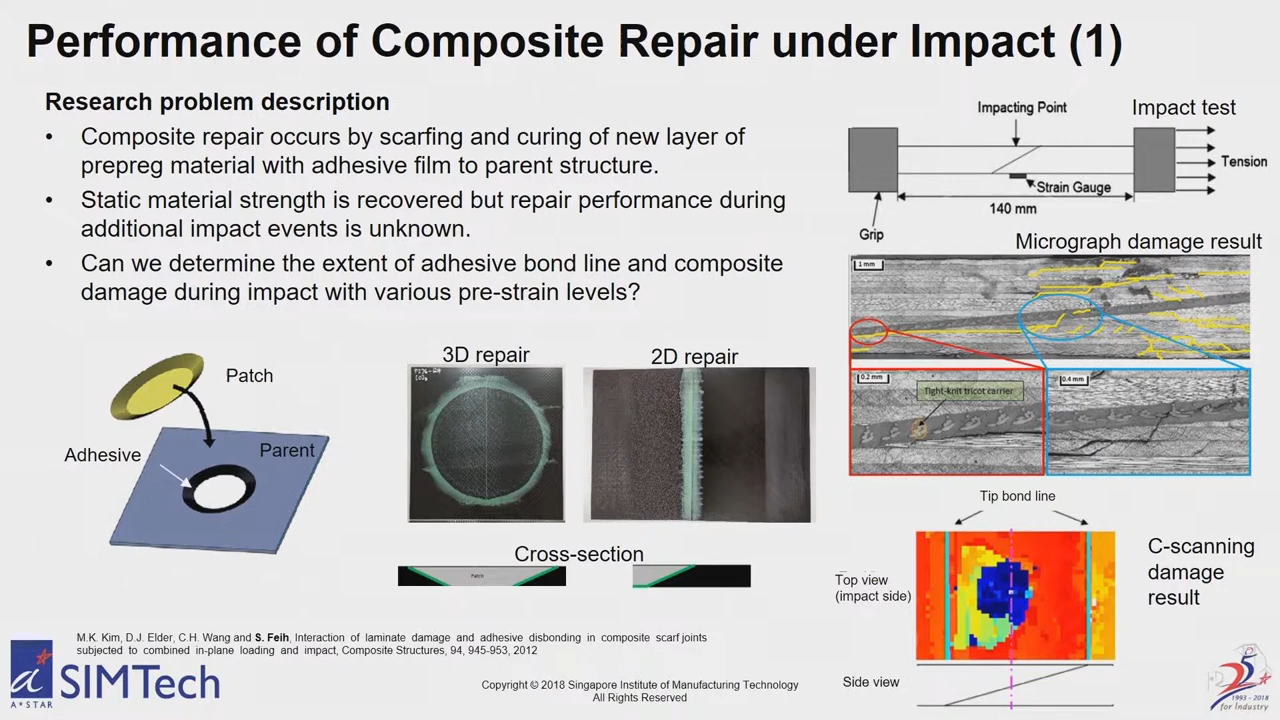 Performance of Composite Repair under Impact (1)
Research problem description
• Composite repair occurs by scarfing and curing of new layer of
prepreg material with adhesive film to parent structure.
• Static material strength is recovered but repair performance during
additional impact events is unknown.
• Can we determine the extent of adhesive bond line and composite
damage during impact with various pre-strain levels?
Impacting Point
Impact test
Tension
Strain Gauge
140 mm
Grip
Micrograph damage result
1 mm
0.2 mm
Tight-knit tricot carrier
0.4 mm
Patch
Adhesive
Parent
3D repair
2D repair
Cross-section
Patch
Tip bond line
Top view
(impact side)
C-scanning
damage
result
Side view
M.K. Kim, D.J. Elder, C.H. Wang and S. Feih, Interaction of laminate damage and adhesive disbonding in composite scarf joints
subjected to combined in-plane loading and impact, Composite Structures, 94, 945-953, 2012
SIMTech
A*STAR
Copyright © 2018 Singapore Institute of Manufacturing Technology
All Rights Reserved
25
1993 - 2018
for Industry